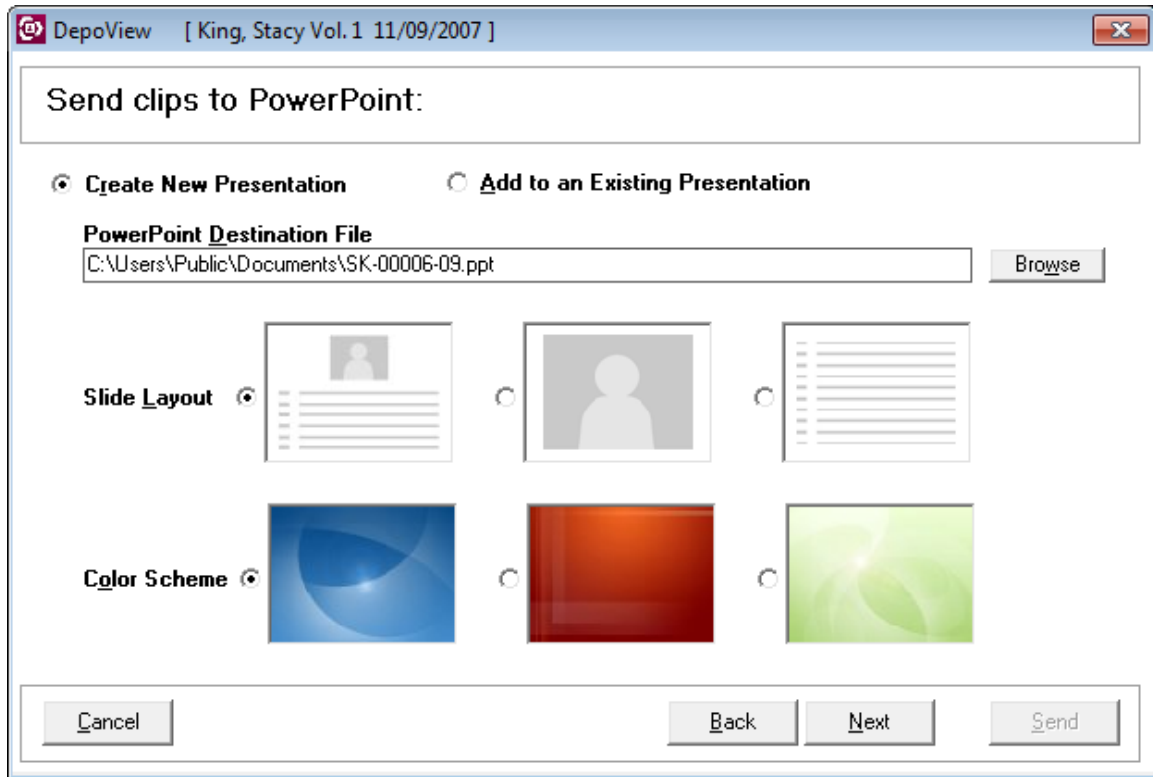 DepoView [ King, Stacy Vol. 1 11/09/2007 ]
Send clips to PowerPoint:
Create New Presentation Add to an Existing Presentation
PowerPoint Destination File
C:\Users\Public\Documents\SK-00006-09.ppt Browse
Slide Layout
Color Scheme
Cancel Back Next Send